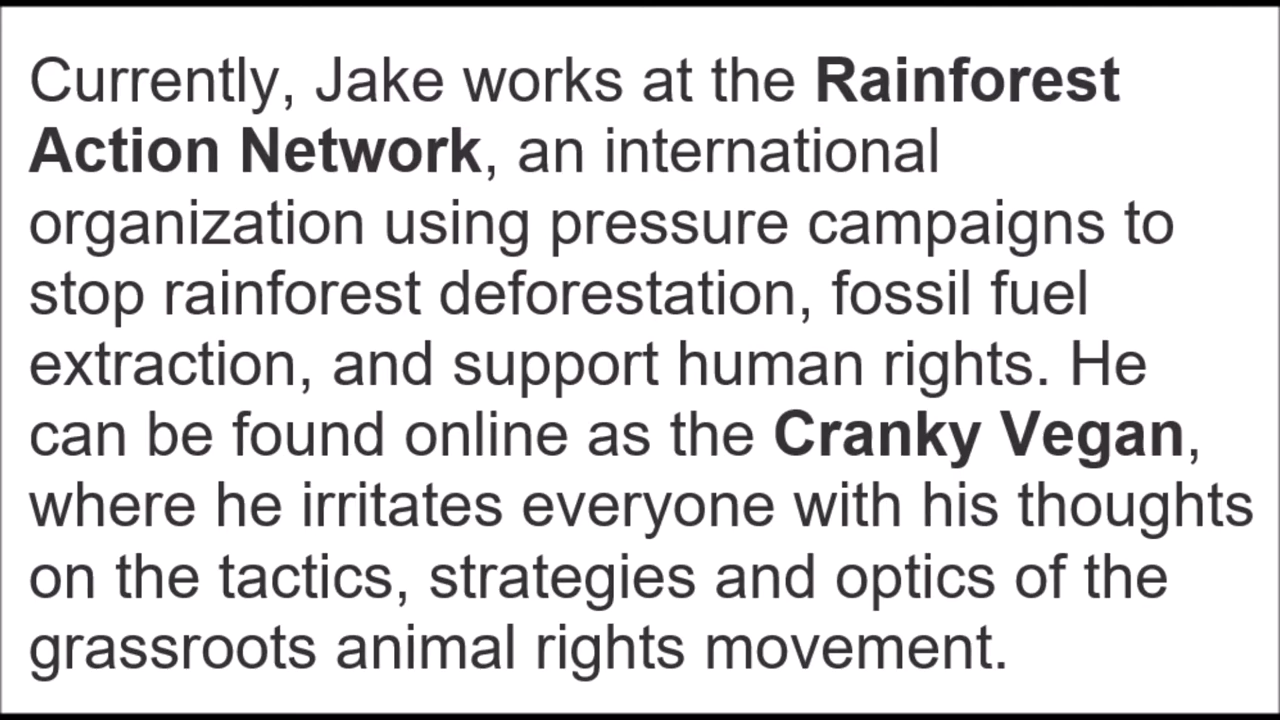 Currently, Jake works at the Rainforest
Action Network, an international
organization using pressure campaigns to
stop rainforest deforestation, fossil fuel
extraction, and support human rights. He
can be found online as the Cranky Vegan,
where he irritates everyone with his thoughts
on the tactics, strategies and optics of the
grassroots animal rights movement.